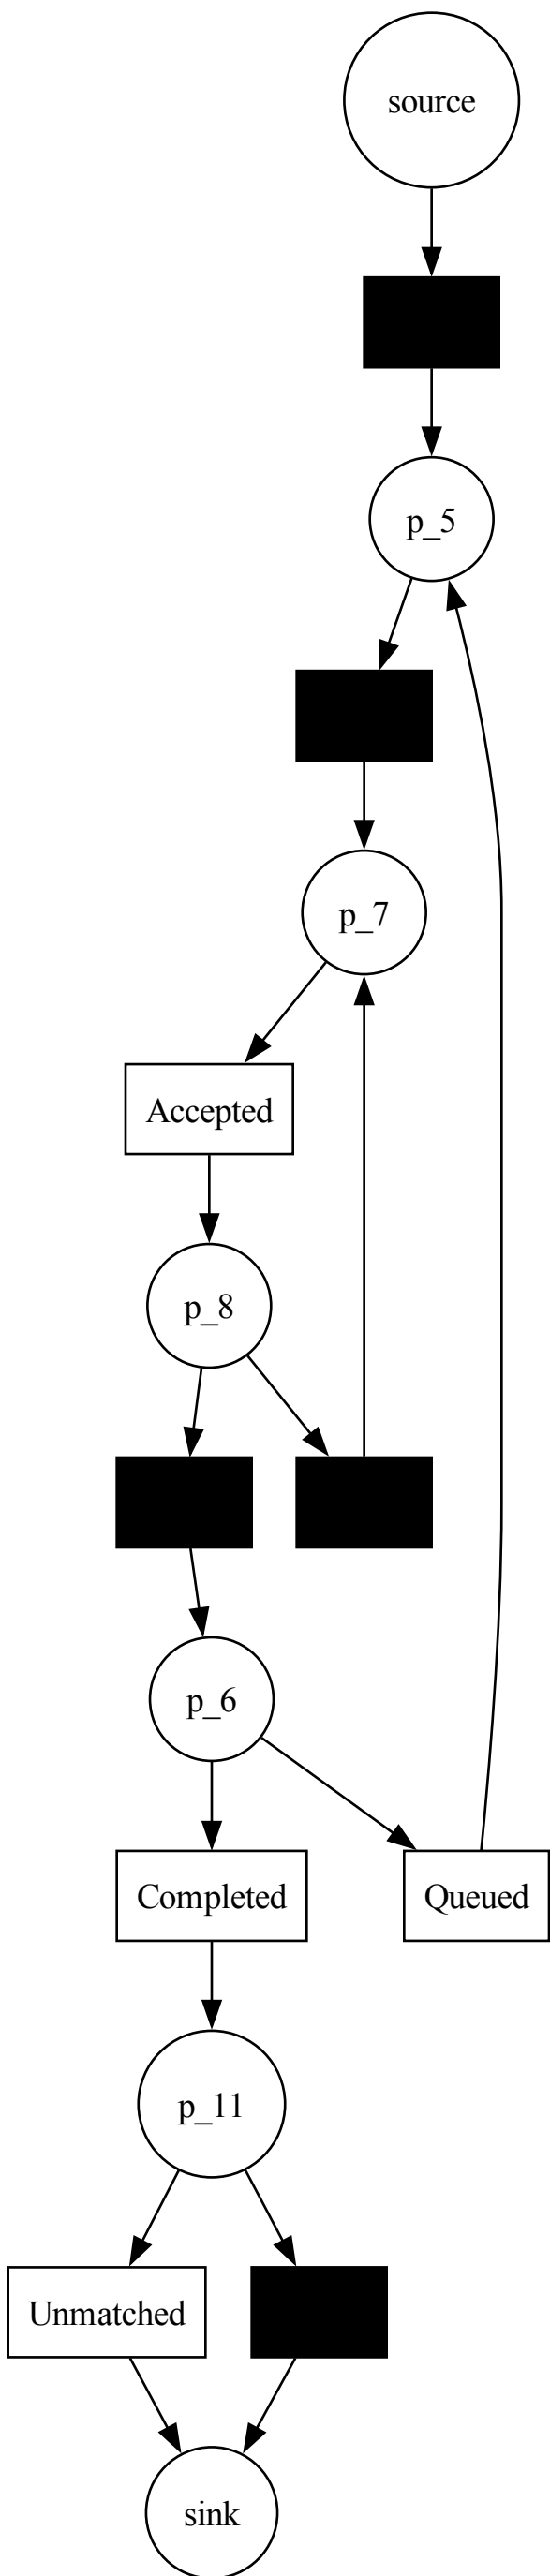 source
p_5
p_7
Accepted
p_8
p_6
Completed
Queued
p_11
Unmatched
sink